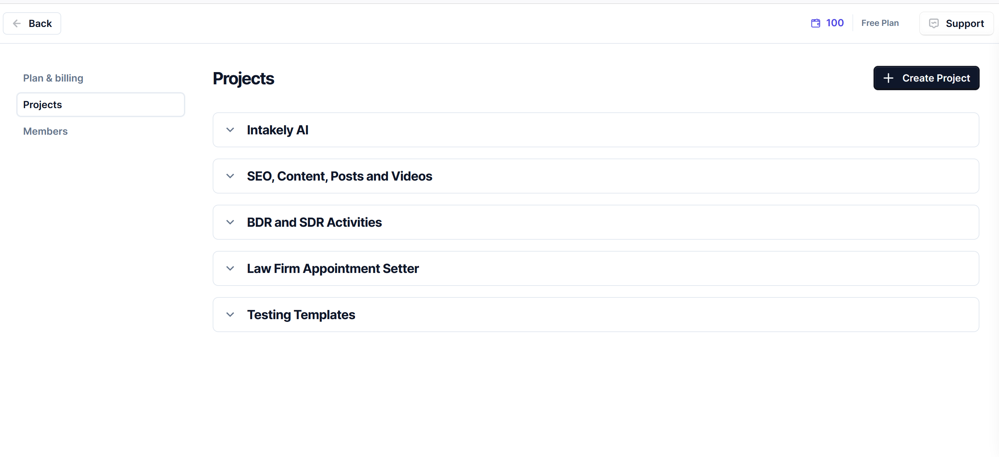 Back
100
Free Plan
Support
Plan & billing
Projects
Members
Projects
Create Project
Intakely AI
SEO, Content, Posts and Videos
BDR and SDR Activities
Law Firm Appointment Setter
Testing Templates